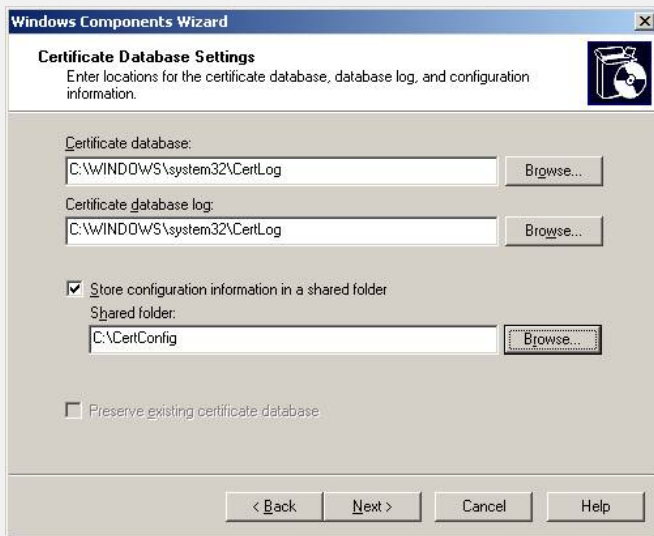 Windows Components Wizard
Certificate Database Settings
Enter locations for the certificate database, database log, and configuration
information.
Certificate database:
C:\WINDOWS\system32\CertLog
Browse...
Certificate database log:
C:\WINDOWS\system32\CertLog
Browse...
Store configuration information in a shared folder
Shared folder:
C:\CertConfig
Browse...
Preserve existing certificate database
< Back Next > Cancel Help